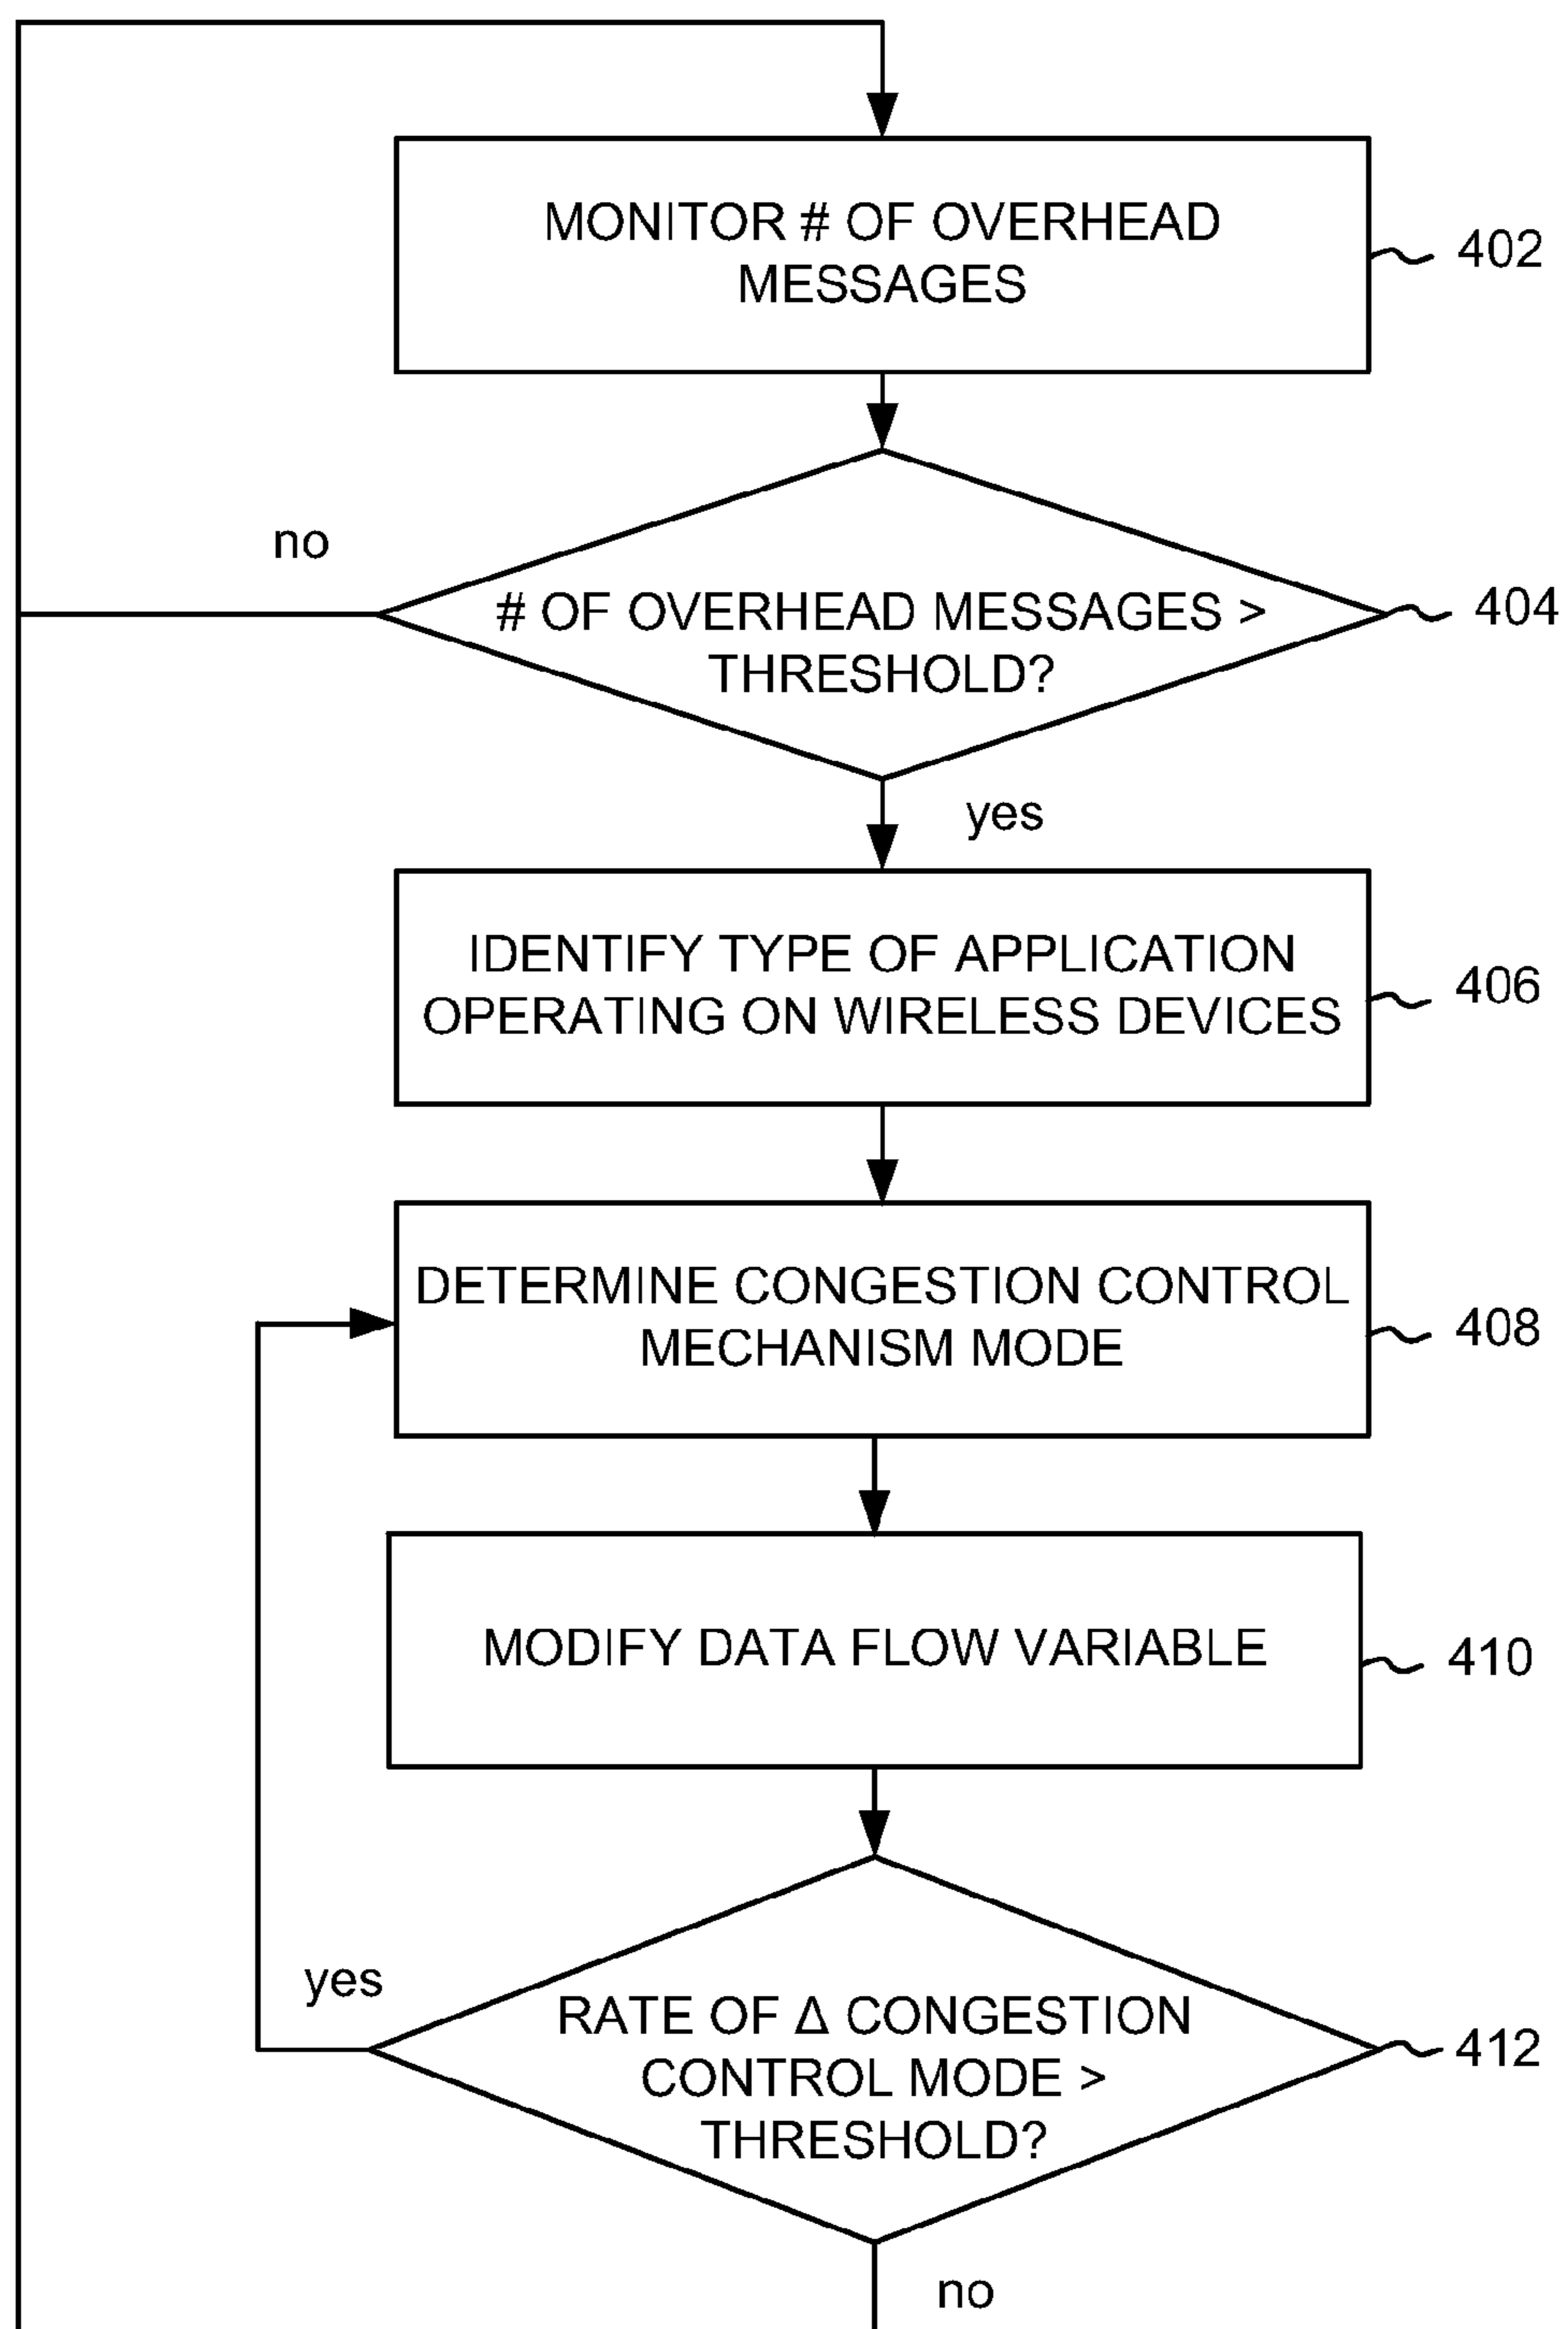 MONITOR # OF OVERHEAD
MESSAGES
402
no
# OF OVERHEAD MESSAGES >
THRESHOLD?
404
yes
IDENTIFY TYPE OF APPLICATION
OPERATING ON WIRELESS DEVICES
406
DETERMINE CONGESTION CONTROL
MECHANISM MODE
408
MODIFY DATA FLOW VARIABLE
410
yes
RATE OF Δ CONGESTION
CONTROL MODE >
THRESHOLD?
412
no